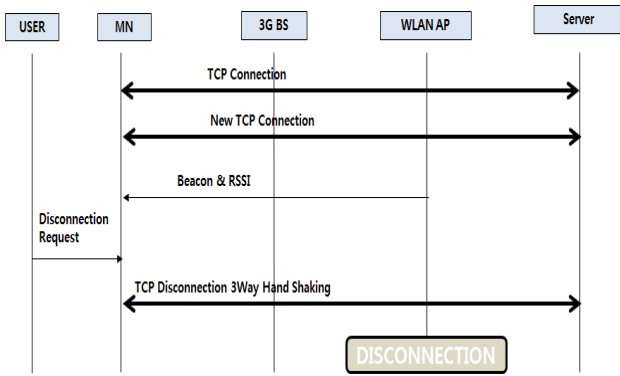 USER
MN
3G BS
WLAN AP
Server
TCP Connection
New TCP Connection
Beacon & RSSI
Disconnection
Request
TCP Disconnection 3Way Hand Shaking
DISCONNECTION